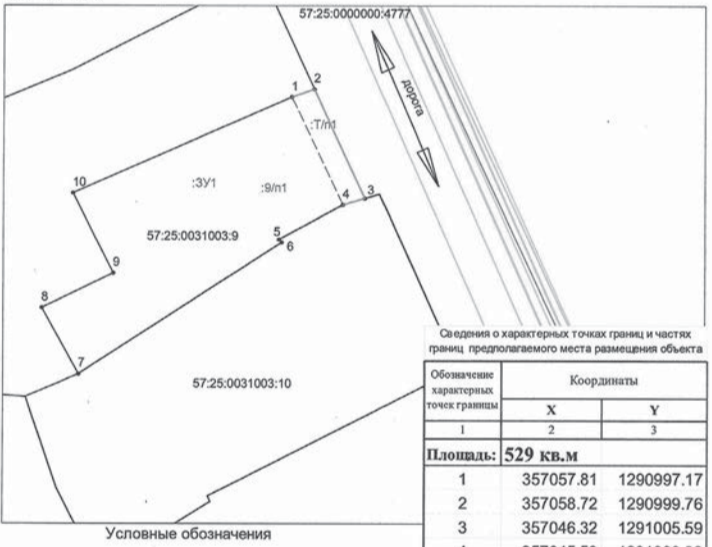 57:25:0000000:4777
дорога
1
2
:Т/п1
10
:ЗУ1
:9/п1
4
3
57:25:0031003:9
5
6
9
8
7
57:25:0031003:10
Условные обозначения
Сведения о характерных точках границ и частях
границ предполагаемого места размещения объекта
Обозначение характерных точек границы
Координаты
X Y
1 2 3
Площадь: 529 кв.м
1 357057.81 1290997.17
2 357058.72 1290999.76
3 357046.32 1291005.59